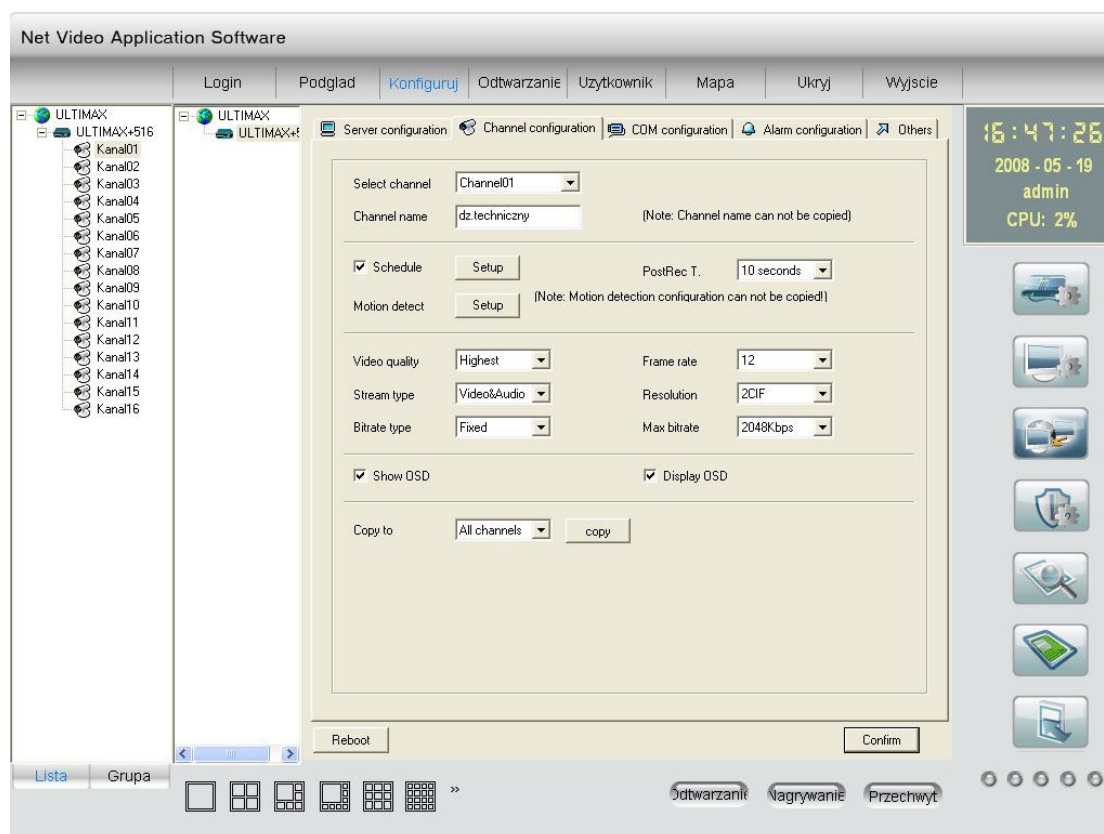 Net Video Application Software
Login Podglad Konfiguruj Odtwarzanie Uzytkownik Mapa Ukryj Wyjscie
ULTIMAX
ULTIMAX+516
Kanal01
Kanal02
Kanal03
Kanal04
Kanal05
Kanal06
Kanal07
Kanal08
Kanal09
Kanal10
Kanal11
Kanal12
Kanal13
Kanal14
Kanal15
Kanal16
ULTIMAX
ULTIMAX+5
Server configuration Channel configuration COM configuration Alarm configuration Others
Select channel Channel01
Channel name dz.techniczny (Note: Channel name can not be copied)
Schedule Setup PostRec T. 10 seconds
Motion detect Setup (Note: Motion detection configuration can not be copied!)
Video quality Highest Frame rate 12
Stream type Video&Audio Resolution 2CIF
Bitrate type Fixed Max bitrate 2048Kbps
Show OSD Display OSD
Copy to All channels copy
Reboot Confirm
16:47:26
2008 - 05 - 19
admin
CPU: 2%
Lista Grupa
»
Odtwarzanie Nagrywanie Przechwyt